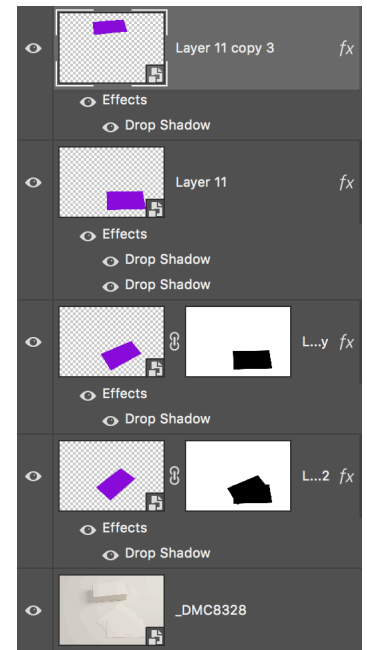 Layer 11 copy 3 fx
Effects
Drop Shadow
Layer 11 fx
Effects
Drop Shadow
Drop Shadow
L...y fx
Effects
Drop Shadow
L...2 fx
Effects
Drop Shadow
_DMC8328